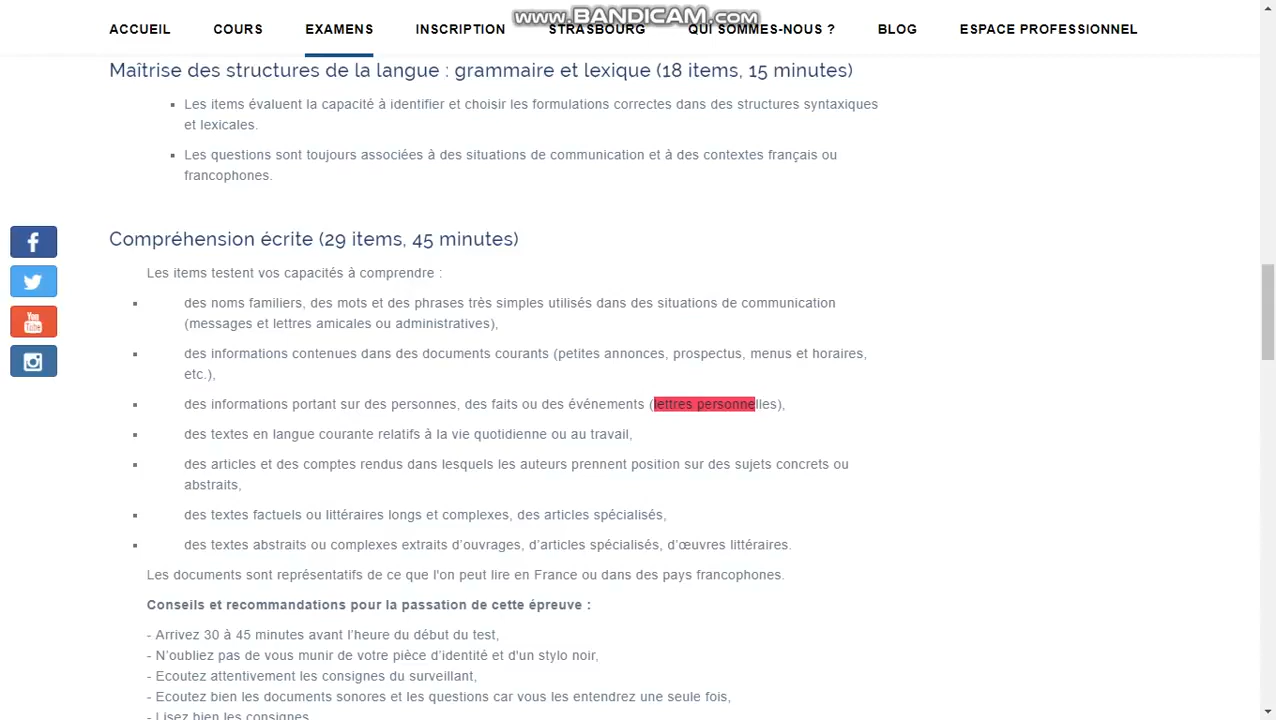 www.BANDICAM.com
ACCUEIL COURS EXAMENS INSCRIPTION STRASBOURG QUI SOMMES-NOUS ? BLOG ESPACE PROFESSIONNEL
Maîtrise des structures de la langue : grammaire et lexique (18 items, 15 minutes)
▪ Les items évaluent la capacité à identifier et choisir les formulations correctes dans des structures syntaxiques
et lexicales.
▪ Les questions sont toujours associées à des situations de communication et à des contextes français ou
francophones.
Compréhension écrite (29 items, 45 minutes)
Les items testent vos capacités à comprendre :
▪ des noms familiers, des mots et des phrases très simples utilisés dans des situations de communication
(messages et lettres amicales ou administratives),
▪ des informations contenues dans des documents courants (petites annonces, prospectus, menus et horaires,
etc.),
▪ des informations portant sur des personnes, des faits ou des événements (lettres personnelles),
▪ des textes en langue courante relatifs à la vie quotidienne ou au travail,
▪ des articles et des comptes rendus dans lesquels les auteurs prennent position sur des sujets concrets ou
abstraits,
▪ des textes factuels ou littéraires longs et complexes, des articles spécialisés,
▪ des textes abstraits ou complexes extraits d’ouvrages, d’articles spécialisés, d’œuvres littéraires.
Les documents sont représentatifs de ce que l'on peut lire en France ou dans des pays francophones.
Conseils et recommandations pour la passation de cette épreuve :
- Arrivez 30 à 45 minutes avant l’heure du début du test,
- N’oubliez pas de vous munir de votre pièce d’identité et d'un stylo noir,
- Ecoutez attentivement les consignes du surveillant,
- Ecoutez bien les documents sonores et les questions car vous les entendrez une seule fois,
- Lisez bien les consignes
You Tube